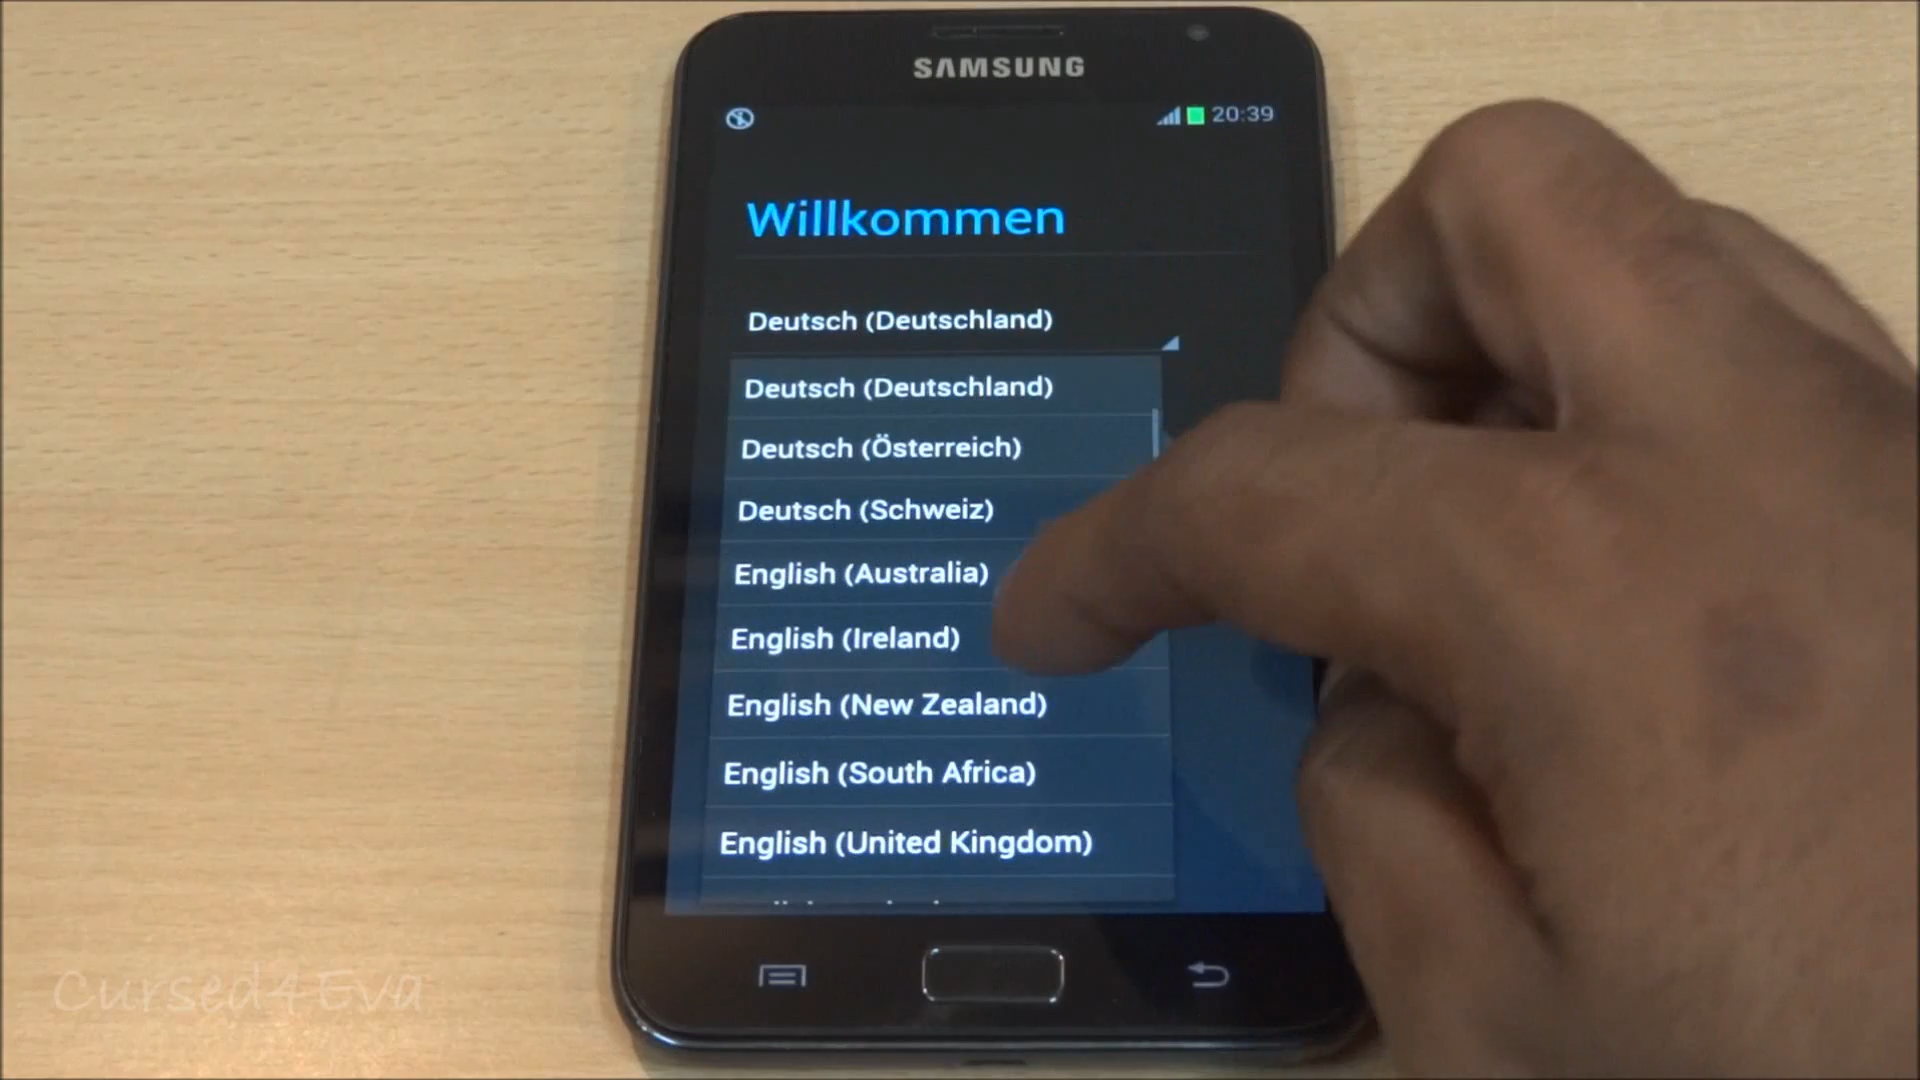 SAMSUNG
20:39
Willkommen
Deutsch (Deutschland)
Deutsch (Deutschland)
Deutsch (Österreich)
Deutsch (Schweiz)
English (Australia)
English (Ireland)
English (New Zealand)
English (South Africa)
English (United Kingdom)
Cursed4Eva